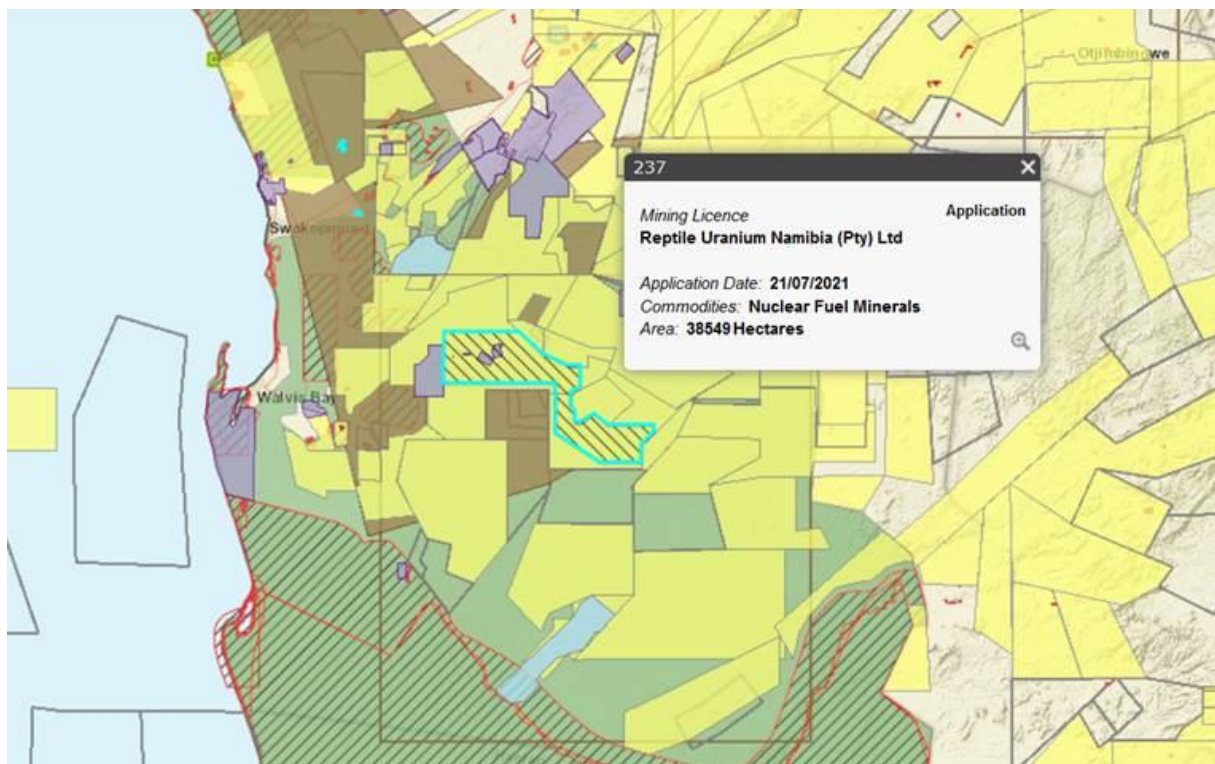 Otjimbingwe
237
Mining Licence
Application
Reptile Uranium Namibia (Pty) Ltd
Application Date: 21/07/2021
Commodities: Nuclear Fuel Minerals
Area: 38549 Hectares
Swakopmund
Walvis Bay